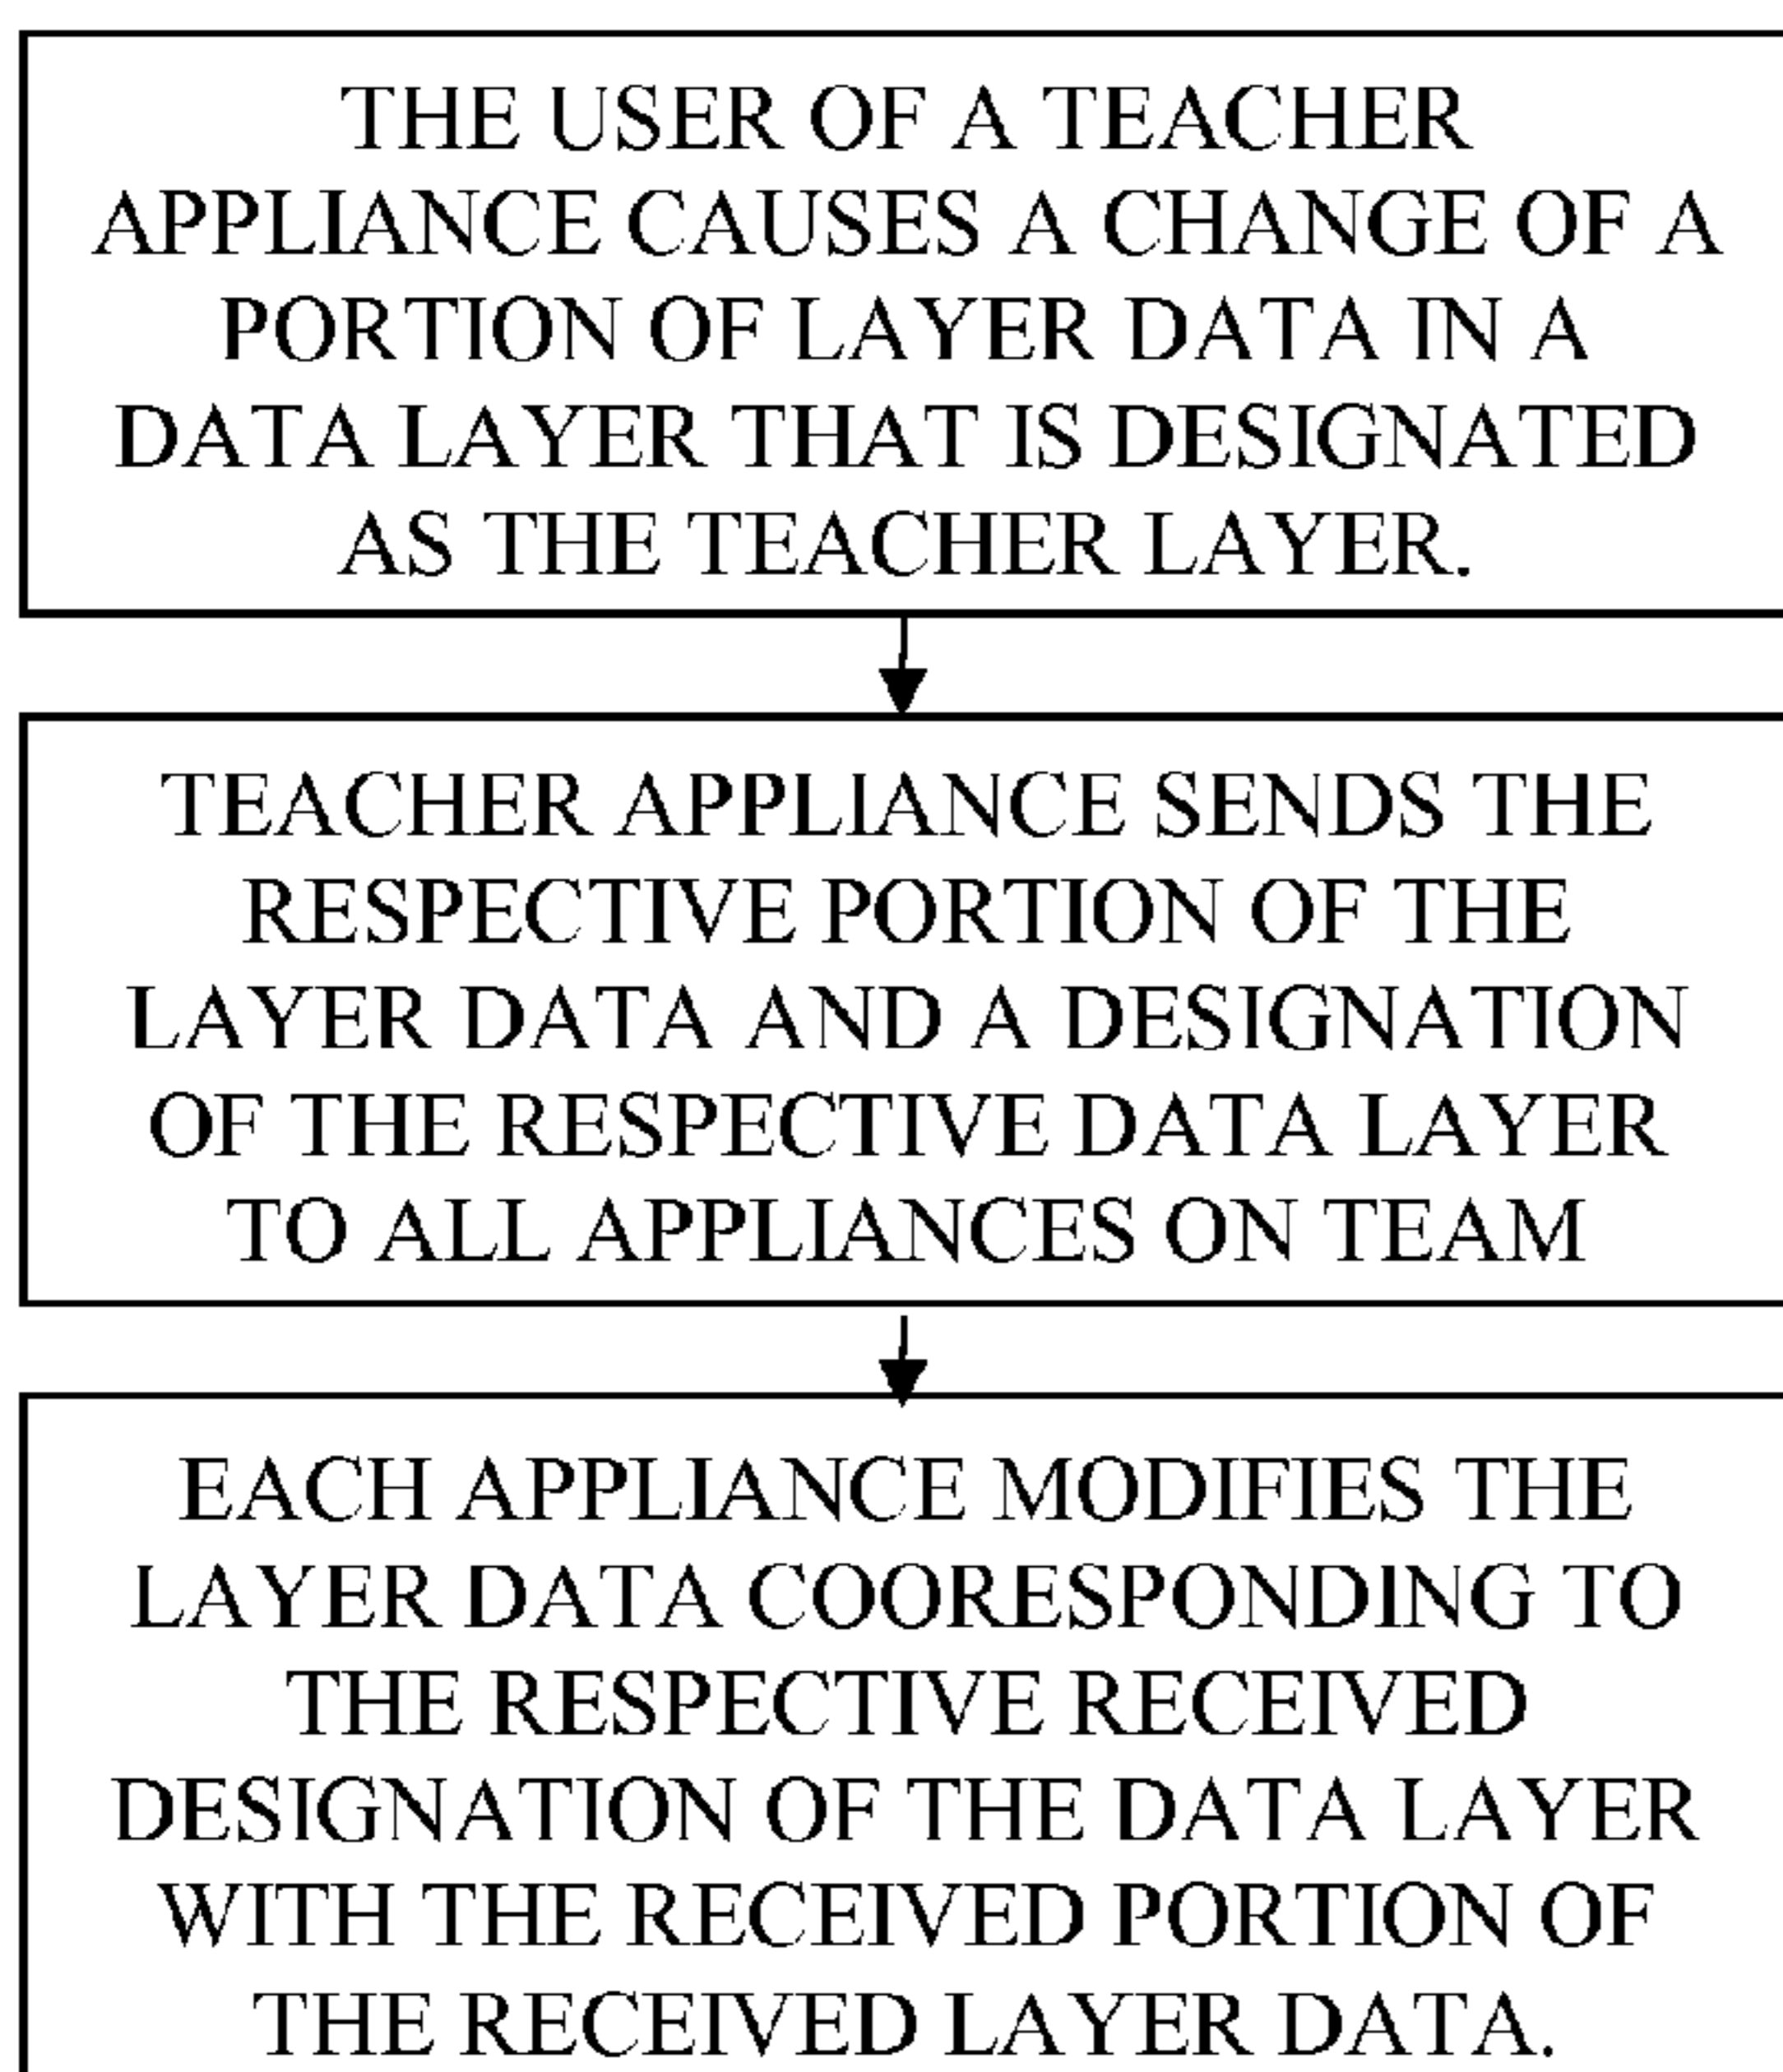 THE USER OF A TEACHER
APPLIANCE CAUSES A CHANGE OF A
PORTION OF LAYER DATA IN A
DATA LAYER THAT IS DESIGNATED
AS THE TEACHER LAYER.
TEACHER APPLIANCE SENDS THE
RESPECTIVE PORTION OF THE
LAYER DATA AND A DESIGNATION
OF THE RESPECTIVE DATA LAYER
TO ALL APPLIANCES ON TEAM
EACH APPLIANCE MODIFIES THE
LAYER DATA COORESPONDING TO
THE RESPECTIVE RECEIVED
DESIGNATION OF THE DATA LAYER
WITH THE RECEIVED PORTION OF
THE RECEIVED LAYER DATA.